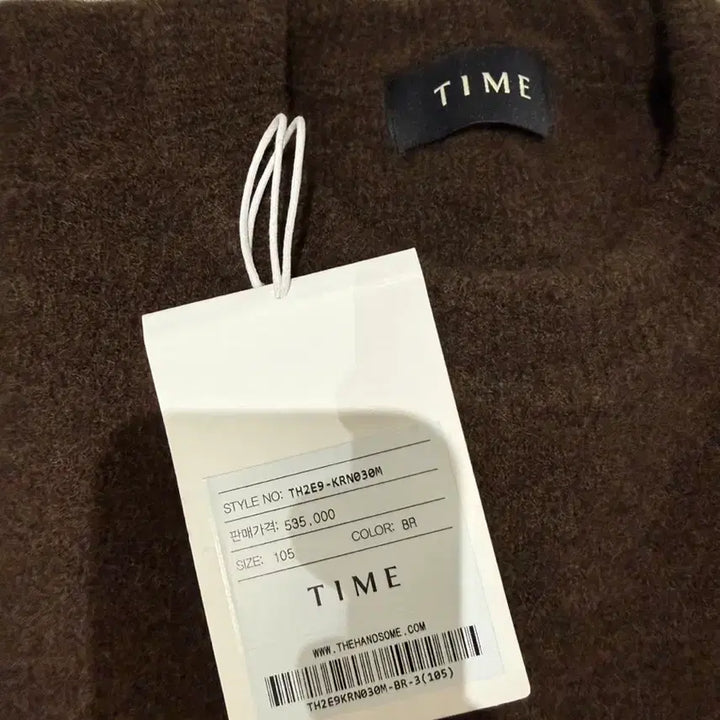 TIME
STYLE NO: TH2E9-KRN030M
판매가격: 535,000
SIZE: 105 COLOR: BR
TIME
WWW.THEHANDSOME.COM
TH2E9KRN030M-BR-3(105)